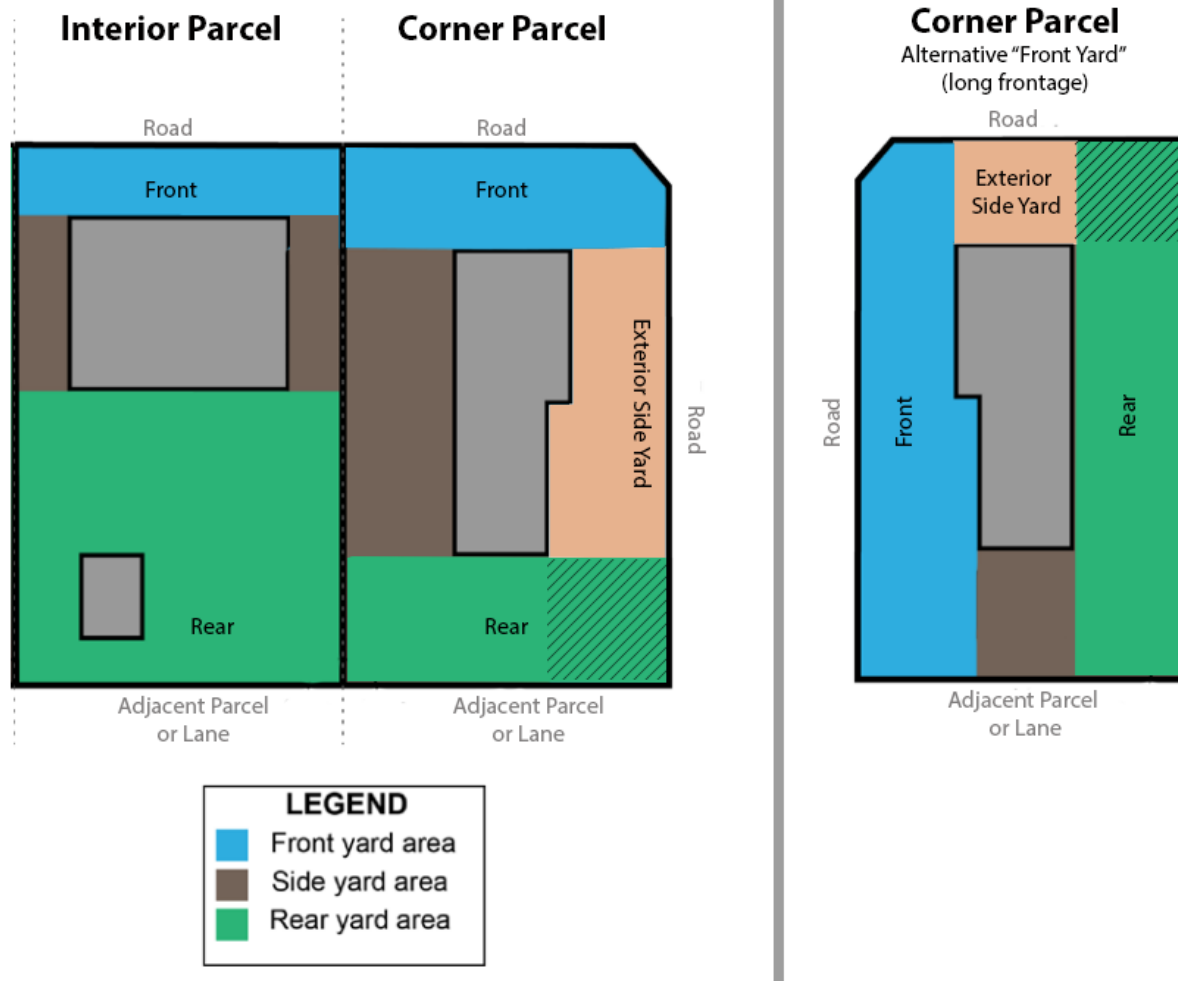 Interior Parcel
Corner Parcel
Road
Road
Front
Front
Exterior Side Yard
Road
Rear
Rear
Adjacent Parcel
or Lane
Adjacent Parcel
or Lane
LEGEND
Front yard area
Side yard area
Rear yard area
Corner Parcel
Alternative “Front Yard”
(long frontage)
Road
Exterior
Side Yard
Road
Front
Rear
Adjacent Parcel
or Lane